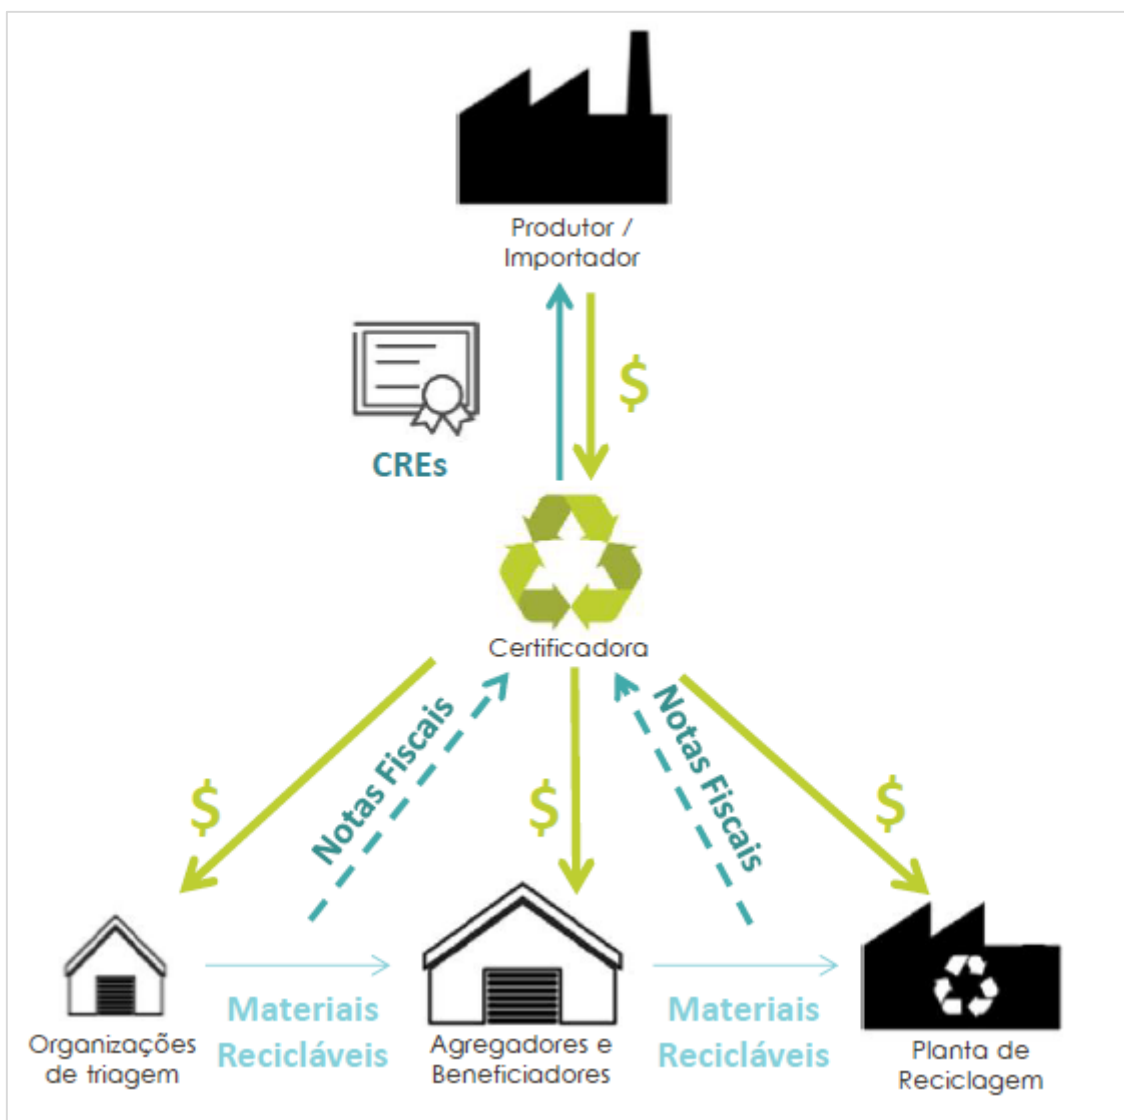 Produtor /
Importador
$
CREs
Certificadora
Notas Fiscais
Notas Fiscais
$
$
$
Materiais
Recicláveis
Materiais
Recicláveis
Organizações
de triagem
Agregadores e
Beneficiadores
Planta de
Reciclagem